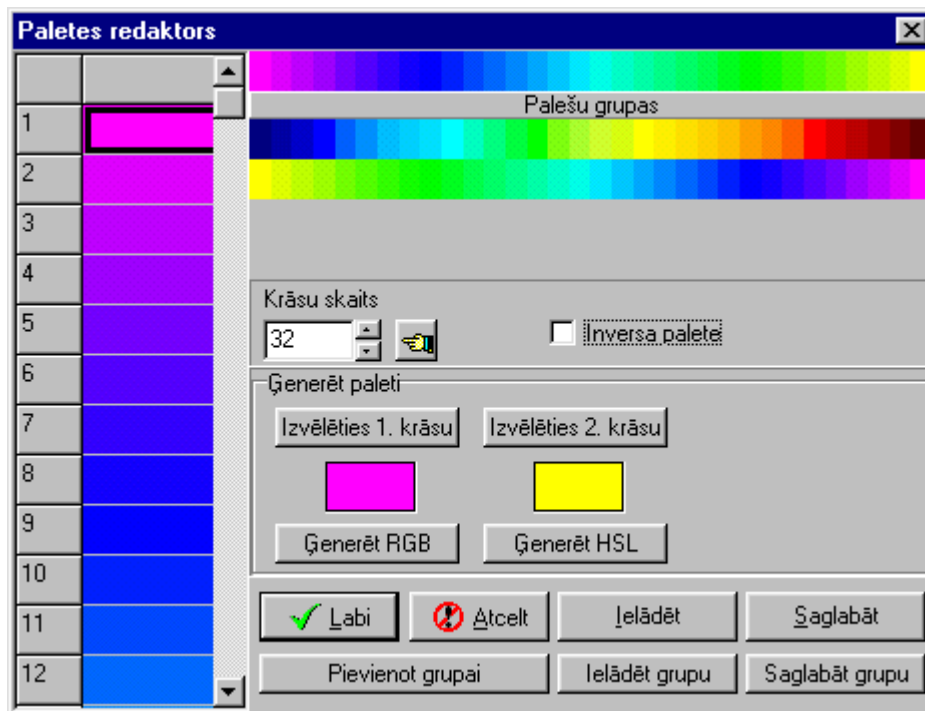 Paletes redaktors
1
2
3
4
5
6
7
8
9
10
11
12
Palešu grupas
Krāsu skaits
32
Inversa palete
Ģenerēt paleti
Izvēlēties 1. krāsu Izvēlēties 2. krāsu
Ģenerēt RGB Ģenerēt HSL
Labi Atcelt Ielādēt Saglabāt
Pievienot grupai Ielādēt grupu Saglabāt grupu